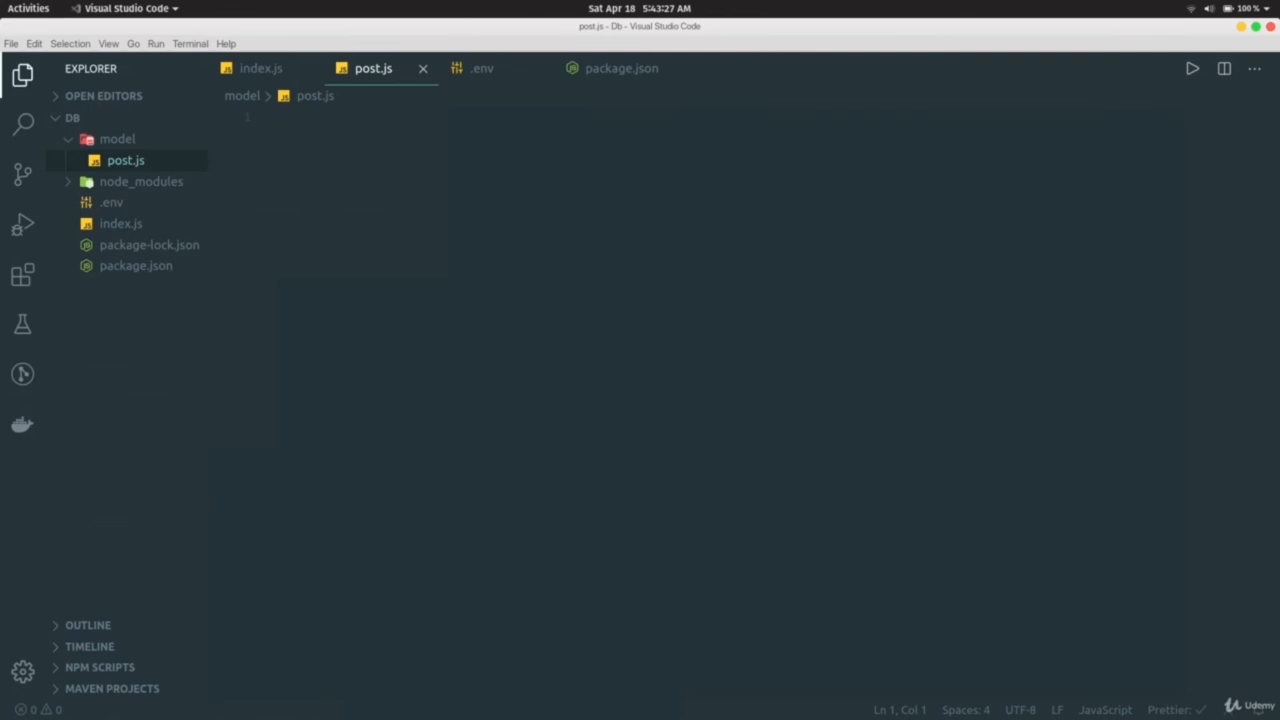 Activities Visual Studio Code Sat Apr 18 5:43:27 AM 100 %
post.js - Db - Visual Studio Code
File Edit Selection View Go Run Terminal Help
EXPLORER index.js post.js .env package.json
OPEN EDITORS model > post.js
DB 1
model
post.js
node_modules
.env
index.js
package-lock.json
package.json
OUTLINE
TIMELINE
NPM SCRIPTS
MAVEN PROJECTS
0 0 Ln 1, Col 1 Spaces: 4 UTF-8 LF JavaScript Prettier: ✓ Udemy